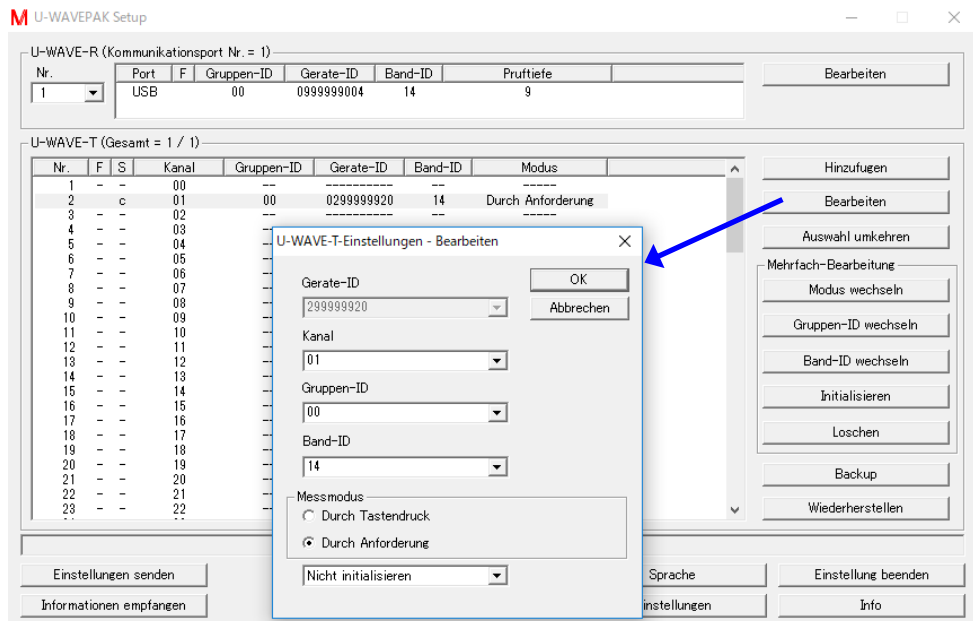 U-WAVEPAK Setup
U-WAVE-R (Kommunikationsport Nr. = 1)
Nr. Port F Gruppen-ID Gerate-ID Band-ID Pruftiefe
1 USB 00 0999999004 14 9
Bearbeiten
U-WAVE-T (Gesamt = 1 / 1)
Nr. F S Kanal Gruppen-ID Gerate-ID Band-ID Modus
1 - - 00 -- ---------- -- -----
2 c 01 00 0299999920 14 Durch Anforderung
3 - - 02 -- ---------- -- -----
4 - - 03 --
5 - - 04 --
6 - - 05 --
7 - - 06 --
8 - - 07 --
9 - - 08 --
10 - - 09 --
11 - - 10 --
12 - - 11 --
13 - - 12 --
14 - - 13 --
15 - - 14 --
16 - - 15 --
17 - - 16 --
18 - - 17 --
19 - - 18 --
20 - - 19 --
21 - - 20 --
22 - - 21 --
23 - - 22 --
U-WAVE-T-Einstellungen - Bearbeiten
Gerate-ID
299999920
OK
Abbrechen
Kanal
01
Gruppen-ID
00
Band-ID
14
Messmodus
Durch Tastendruck
Durch Anforderung
Nicht initialisieren
Hinzufugen
Bearbeiten
Auswahl umkehren
Mehrfach-Bearbeitung
Modus wechseln
Gruppen-ID wechseln
Band-ID wechseln
Initialisieren
Loschen
Backup
Wiederherstellen
Einstellungen senden
Sprache
Einstellung beenden
Informationen empfangen
instellungen
Info